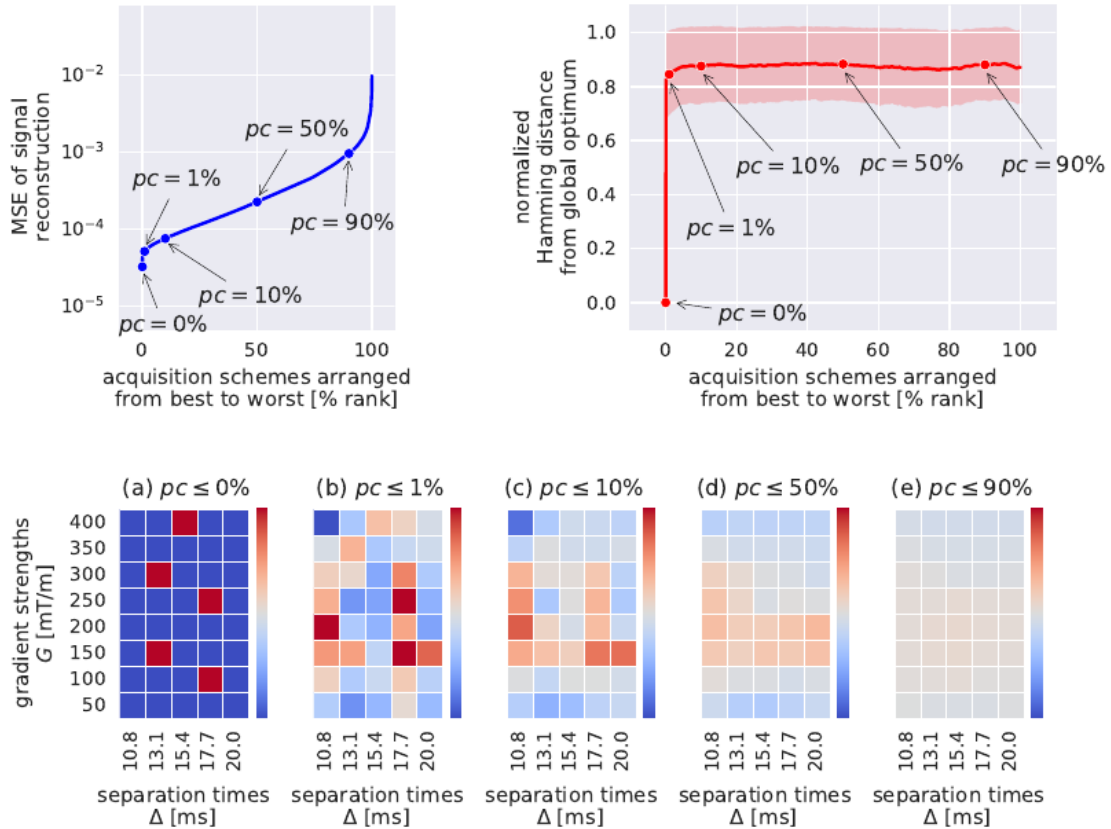 MSE of signal
reconstruction
10⁻²
10⁻³
10⁻⁴
10⁻⁵
pc = 50%
pc = 1%
pc = 90%
pc = 10%
pc = 0%
0 50 100
acquisition schemes arranged
from best to worst [% rank]
normalized
Hamming distance
from global optimum
1.0
0.8
0.6
0.4
0.2
0.0
pc = 10%
pc = 50%
pc = 90%
pc = 1%
pc = 0%
0 20 40 60 80 100
acquisition schemes arranged
from best to worst [% rank]
(a) pc ≤ 0%
(b) pc ≤ 1%
(c) pc ≤ 10%
(d) pc ≤ 50%
(e) pc ≤ 90%
gradient strengths
G [mT/m]
400
350
300
250
200
150
100
50
10.8 13.1 15.4 17.7 20.0
10.8 13.1 15.4 17.7 20.0
10.8 13.1 15.4 17.7 20.0
10.8 13.1 15.4 17.7 20.0
10.8 13.1 15.4 17.7 20.0
separation times
Δ [ms]
separation times
Δ [ms]
separation times
Δ [ms]
separation times
Δ [ms]
separation times
Δ [ms]